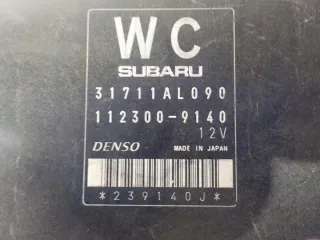 WC
SUBARU
31711AL090
112300-9140
12V
DENSO MADE IN JAPAN
*239140J*